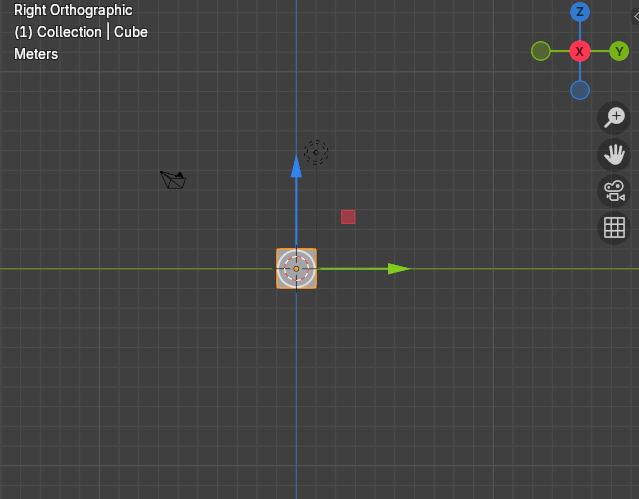 Right Orthographic
(1) Collection | Cube
Meters
Z
X
Y